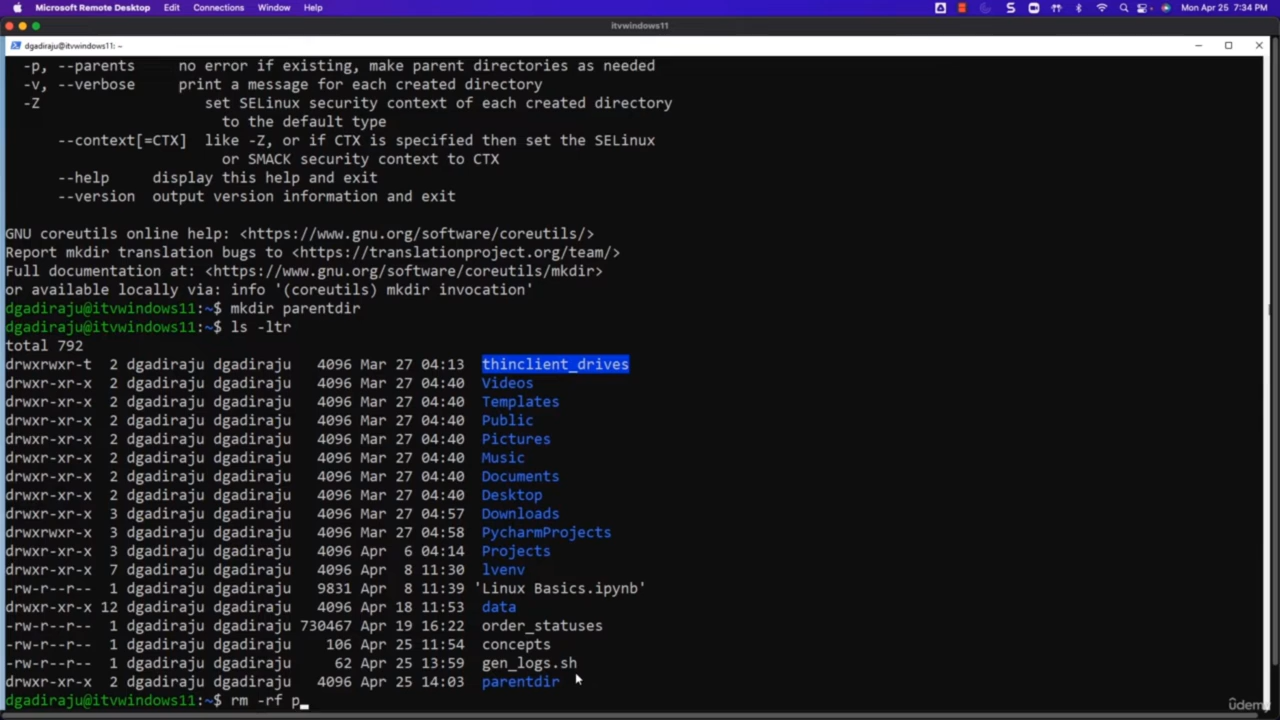 Microsoft Remote Desktop Edit Connections Window Help Mon Apr 25 7:34 PM
itvwindows11
dgadiraju@itvwindows11: ~
-p, --parents no error if existing, make parent directories as needed
-v, --verbose print a message for each created directory
-Z set SELinux security context of each created directory
to the default type
--context[=CTX] like -Z, or if CTX is specified then set the SELinux
or SMACK security context to CTX
--help display this help and exit
--version output version information and exit
GNU coreutils online help: <https://www.gnu.org/software/coreutils/>
Report mkdir translation bugs to <https://translationproject.org/team/>
Full documentation at: <https://www.gnu.org/software/coreutils/mkdir>
or available locally via: info '(coreutils) mkdir invocation'
dgadiraju@itvwindows11:~$ mkdir parentdir
dgadiraju@itvwindows11:~$ ls -ltr
total 792
drwxrwxr-t 2 dgadiraju dgadiraju 4096 Mar 27 04:13 thinclient_drives
drwxr-xr-x 2 dgadiraju dgadiraju 4096 Mar 27 04:40 Videos
drwxr-xr-x 2 dgadiraju dgadiraju 4096 Mar 27 04:40 Templates
drwxr-xr-x 2 dgadiraju dgadiraju 4096 Mar 27 04:40 Public
drwxr-xr-x 2 dgadiraju dgadiraju 4096 Mar 27 04:40 Pictures
drwxr-xr-x 2 dgadiraju dgadiraju 4096 Mar 27 04:40 Music
drwxr-xr-x 2 dgadiraju dgadiraju 4096 Mar 27 04:40 Documents
drwxr-xr-x 2 dgadiraju dgadiraju 4096 Mar 27 04:40 Desktop
drwxr-xr-x 3 dgadiraju dgadiraju 4096 Mar 27 04:57 Downloads
drwxrwxr-x 3 dgadiraju dgadiraju 4096 Mar 27 04:58 PycharmProjects
drwxr-xr-x 3 dgadiraju dgadiraju 4096 Apr 6 04:14 Projects
drwxr-xr-x 7 dgadiraju dgadiraju 4096 Apr 8 11:30 lvenv
-rw-r--r-- 1 dgadiraju dgadiraju 9831 Apr 8 11:39 'Linux Basics.ipynb'
drwxr-xr-x 12 dgadiraju dgadiraju 4096 Apr 18 11:53 data
-rw-r--r-- 1 dgadiraju dgadiraju 730467 Apr 19 16:22 order_statuses
-rw-r--r-- 1 dgadiraju dgadiraju 106 Apr 25 11:54 concepts
-rw-r--r-- 1 dgadiraju dgadiraju 62 Apr 25 13:59 gen_logs.sh
drwxr-xr-x 2 dgadiraju dgadiraju 4096 Apr 25 14:03 parentdir
dgadiraju@itvwindows11:~$ rm -rf p
udemy